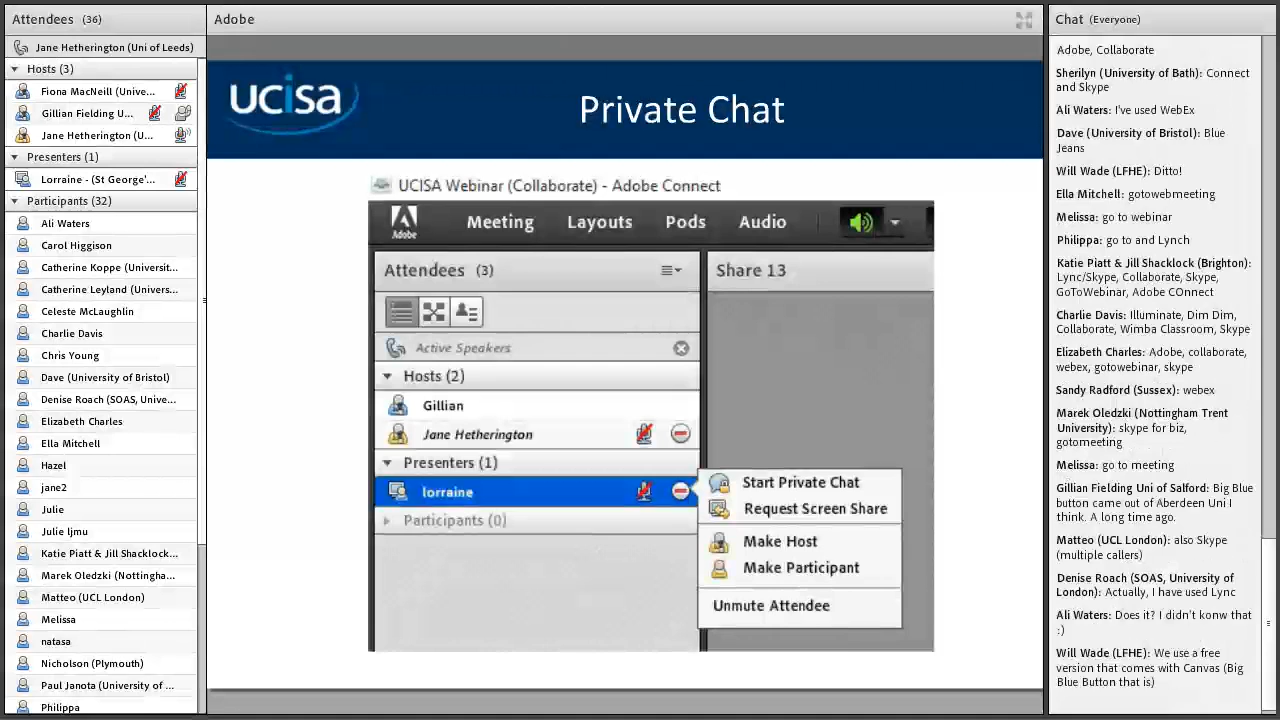 Attendees (36)
Jane Hetherington (Uni of Leeds)
Hosts (3)
Fiona MacNeill (Unive...
Gillian Fielding U...
Jane Hetherington (U...
Presenters (1)
Lorraine - (St George'...
Participants (32)
Ali Waters
Carol Higgison
Catherine Koppe (Universit...
Catherine Leyland (Univers...
Celeste McLaughlin
Charlie Davis
Chris Young
Dave (University of Bristol)
Denise Roach (SOAS, Unive...
Elizabeth Charles
Ella Mitchell
Hazel
jane2
Julie
Julie ljmu
Katie Piatt & Jill Shacklock...
Marek Oledzki (Nottingha...
Matteo (UCL London)
Melissa
natasa
Nicholson (Plymouth)
Paul Janota (University of ...
Philippa
Adobe
ucisa
Private Chat
UCISA Webinar (Collaborate) - Adobe Connect
Adobe
Meeting
Layouts
Pods
Audio
Attendees (3)
Share 13
Active Speakers
Hosts (2)
Gillian
Jane Hetherington
Presenters (1)
lorraine
Participants (0)
Start Private Chat
Request Screen Share
Make Host
Make Participant
Unmute Attendee
Chat (Everyone)
Adobe, Collaborate
Sherilyn (University of Bath): Connect
and Skype
Ali Waters: I've used WebEx
Dave (University of Bristol): Blue
Jeans
Will Wade (LFHE): Ditto!
Ella Mitchell: gotowebmeeting
Melissa: go to webinar
Philippa: go to and Lynch
Katie Piatt & Jill Shacklock (Brighton):
Lync/Skype, Collaborate, Skype,
GoToWebinar, Adobe COnnect
Charlie Davis: Illuminate, Dim Dim,
Collaborate, Wimba Classroom, Skype
Elizabeth Charles: Adobe, collaborate,
webex, gotowebinar, skype
Sandy Radford (Sussex): webex
Marek Oledzki (Nottingham Trent
University): skype for biz,
gotomeeting
Melissa: go to meeting
Gillian Fielding Uni of Salford: Big Blue
button came out of Aberdeen Uni I
think. A long time ago.
Matteo (UCL London): also Skype
(multiple callers)
Denise Roach (SOAS, University of
London): Actually, I have used Lync
Ali Waters: Does it? I didn't konw that
:)
Will Wade (LFHE): We use a free
version that comes with Canvas (Big
Blue Button that is)